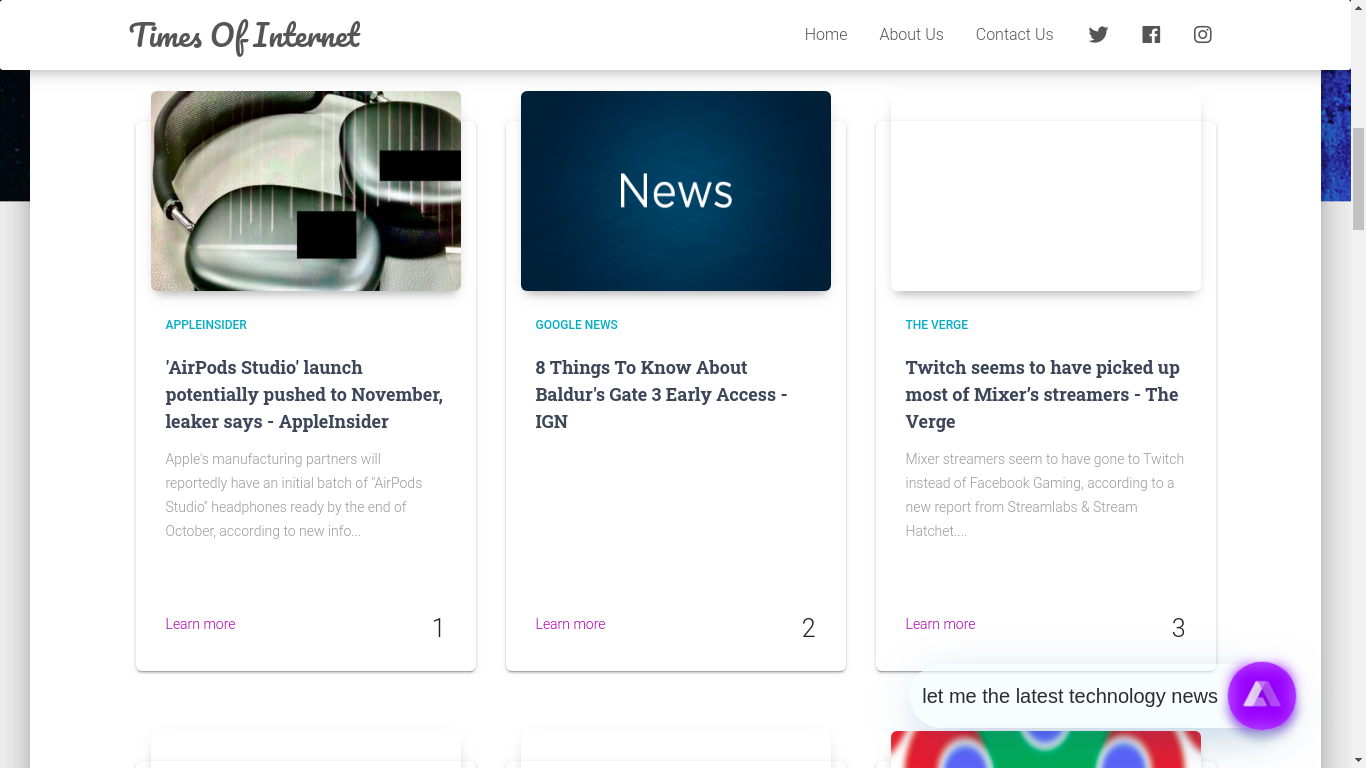 Times Of Internet
Home About Us Contact Us
News
APPLEINSIDER
'AirPods Studio' launch
potentially pushed to November,
leaker says - AppleInsider
Apple's manufacturing partners will
reportedly have an initial batch of "AirPods
Studio" headphones ready by the end of
October, according to new info...
Learn more 1
GOOGLE NEWS
8 Things To Know About
Baldur's Gate 3 Early Access -
IGN
Learn more 2
THE VERGE
Twitch seems to have picked up
most of Mixer’s streamers - The
Verge
Mixer streamers seem to have gone to Twitch
instead of Facebook Gaming, according to a
new report from Streamlabs & Stream
Hatchet....
Learn more 3
let me the latest technology news